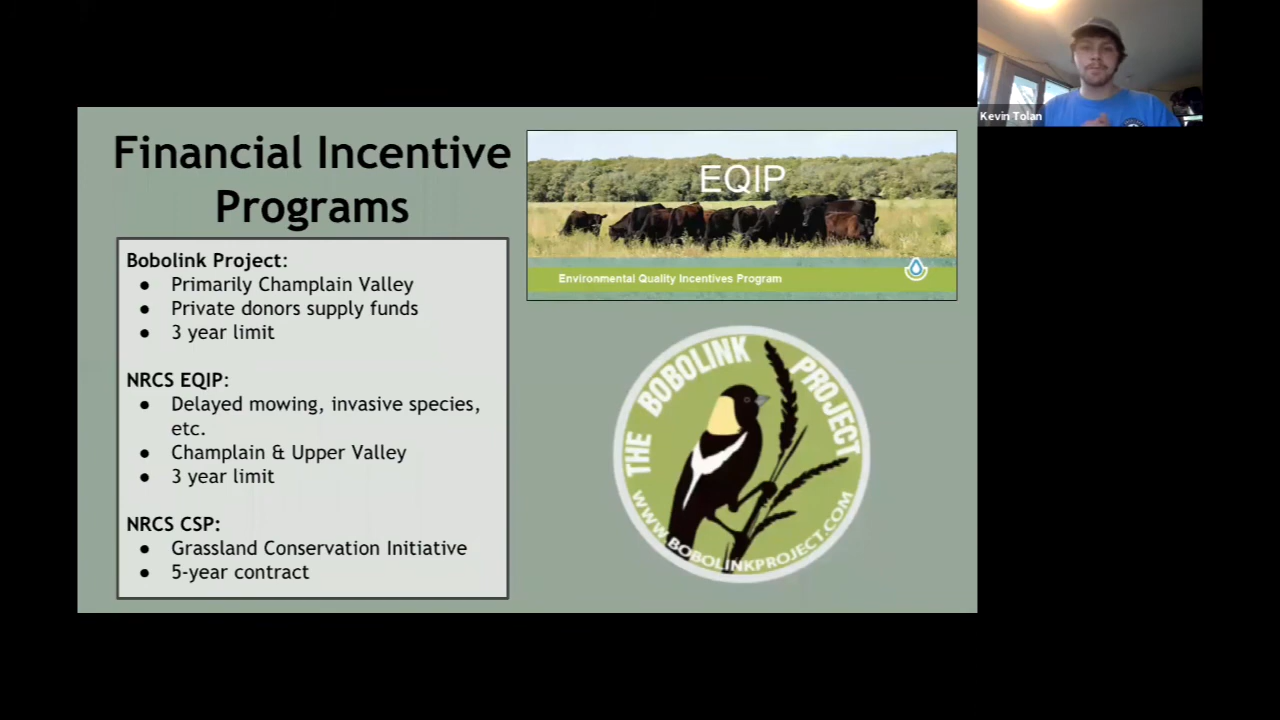 Financial Incentive
Programs
Bobolink Project:
● Primarily Champlain Valley
● Private donors supply funds
● 3 year limit
NRCS EQIP:
● Delayed mowing, invasive species,
etc.
● Champlain & Upper Valley
● 3 year limit
NRCS CSP:
● Grassland Conservation Initiative
● 5-year contract
EQIP
Environmental Quality Incentives Program
THE BOBOLINK PROJECT
WWW.BOBOLINKPROJECT.COM
Kevin Tolan